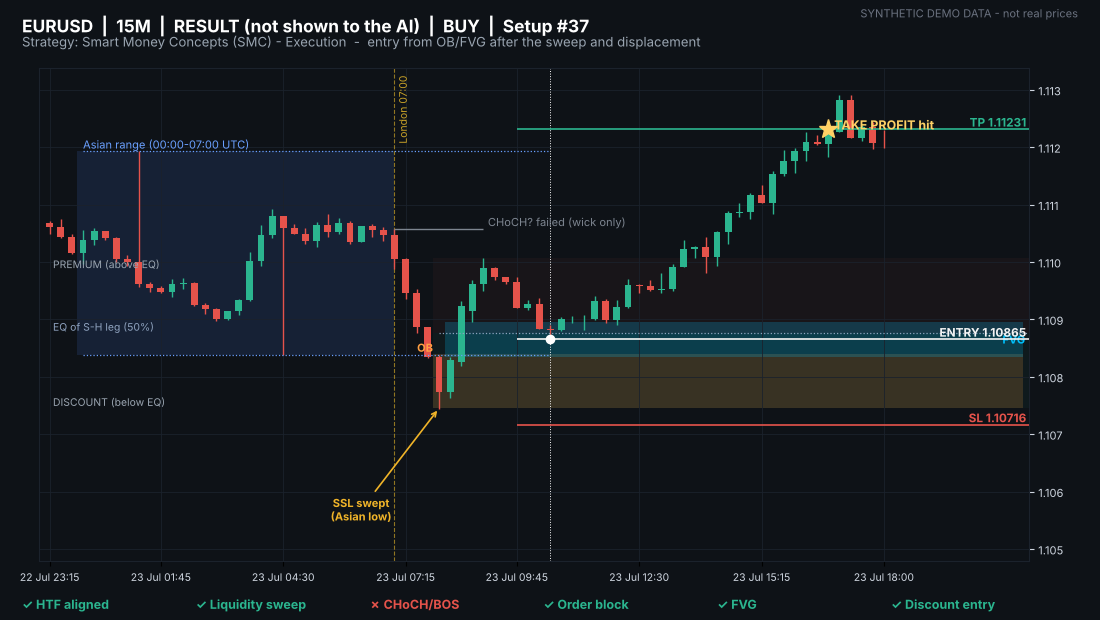 SYNTHETIC DEMO DATA - not real prices
EURUSD | 15M | RESULT (not shown to the AI) | BUY | Setup #37
Strategy: Smart Money Concepts (SMC) - Execution - entry from OB/FVG after the sweep and displacement
London 07:00
1.113
TAKE PROFIT hit
TP 1.11231
Asian range (00:00-07:00 UTC)
1.112
CHoCH? failed (wick only)
1.111
PREMIUM (above EQ)
1.110
EQ of S-H leg (50%)
1.109
ENTRY 1.10865
FVG
OB
1.108
DISCOUNT (below EQ)
SL 1.10716
1.107
SSL swept
(Asian low)
1.106
1.105
22 Jul 23:15
23 Jul 01:45
23 Jul 04:30
23 Jul 07:15
23 Jul 09:45
23 Jul 12:30
23 Jul 15:15
23 Jul 18:00
✓ HTF aligned
✓ Liquidity sweep
× CHoCH/BOS
✓ Order block
✓ FVG
✓ Discount entry